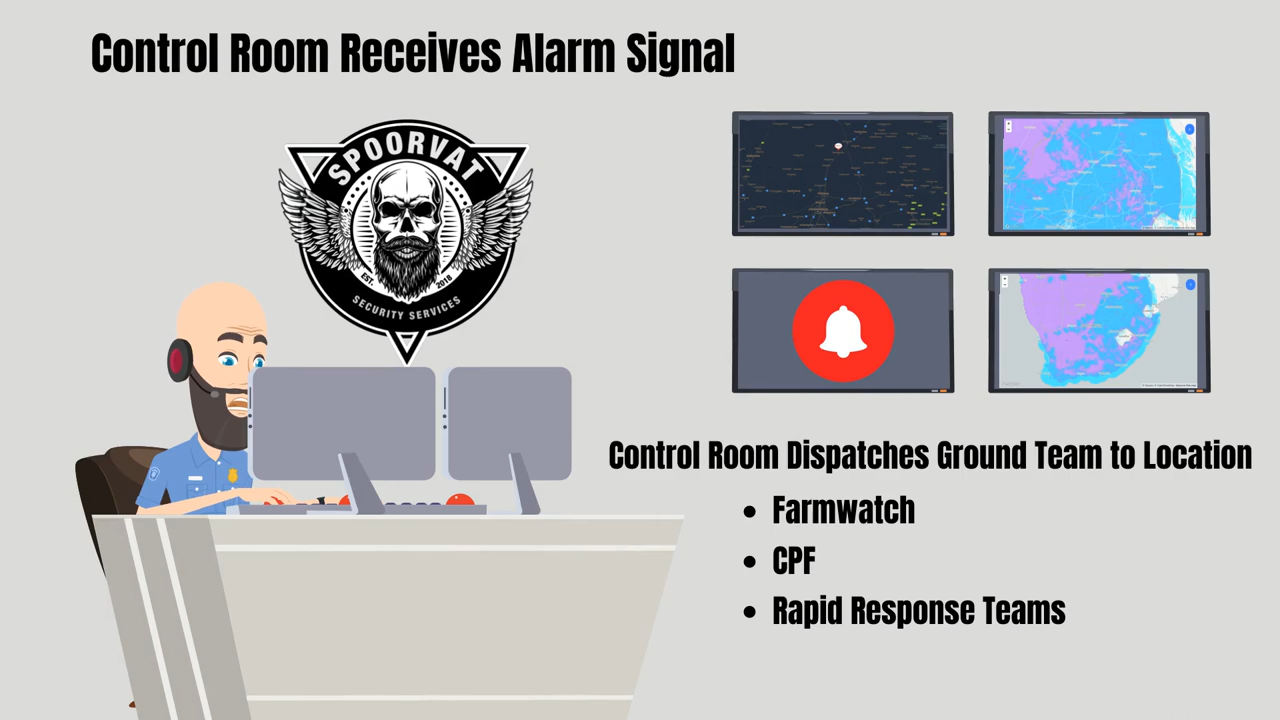 Control Room Receives Alarm Signal
SPOORVAT
EST. 2018
SECURITY SERVICES
Control Room Dispatches Ground Team to Location
• Farmwatch
• CPF
• Rapid Response Teams